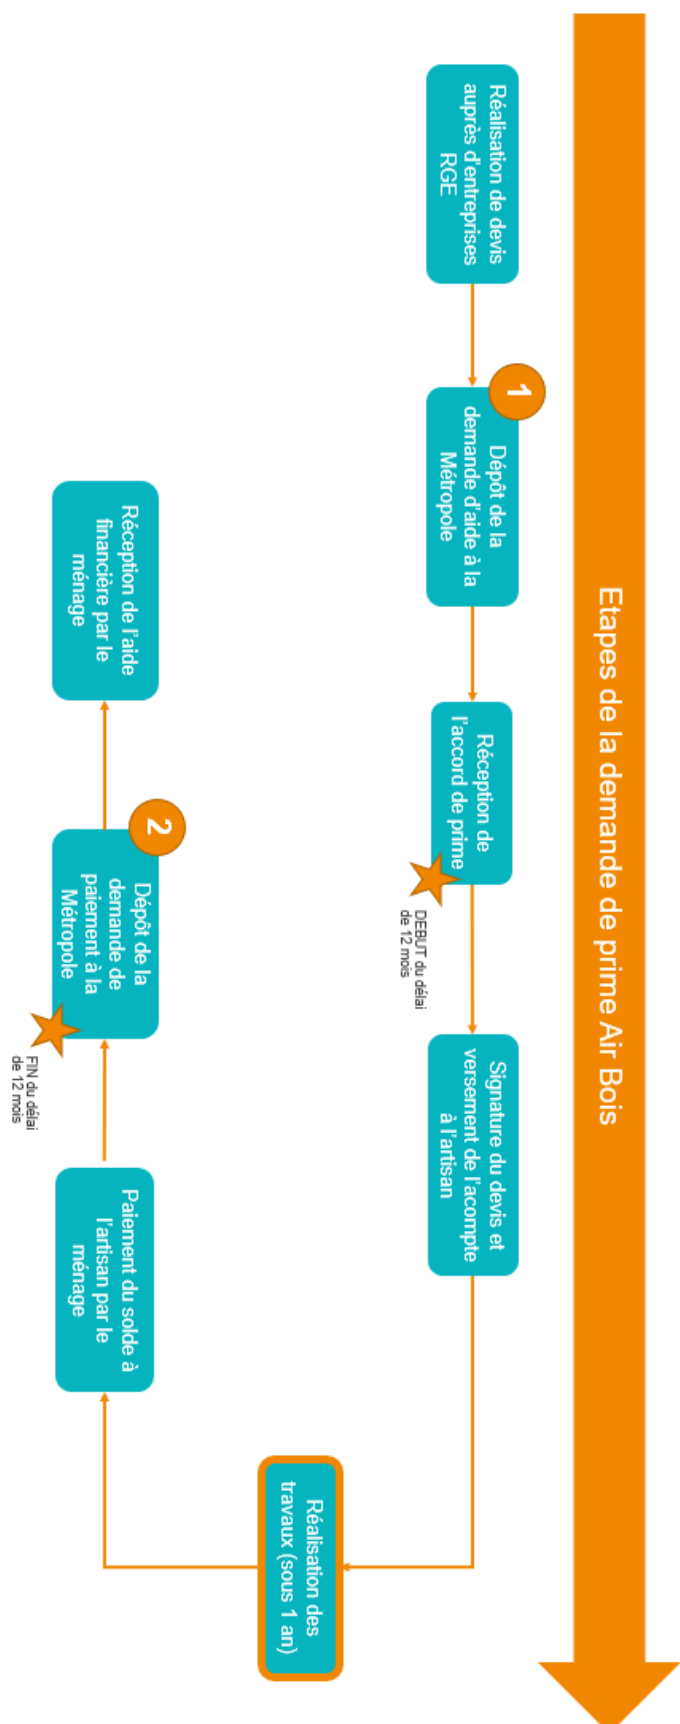 Etapes de la demande de prime Air Bois
Réalisation de devis
auprès d'entreprises
RGE
1
Dépôt de la
demande d'aide à la
Métropole
Réception de
l'accord de prime
DEBUT du délai
de 12 mois
Signature du devis et
versement de l'acompte
à l'artisan
Réalisation des
travaux (sous 1 an)
Paiement du solde à
l'artisan par le
ménage
2
Dépôt de la
demande de
paiement à la
Métropole
FIN du délai
de 12 mois
Réception de l'aide
financière par le
ménage